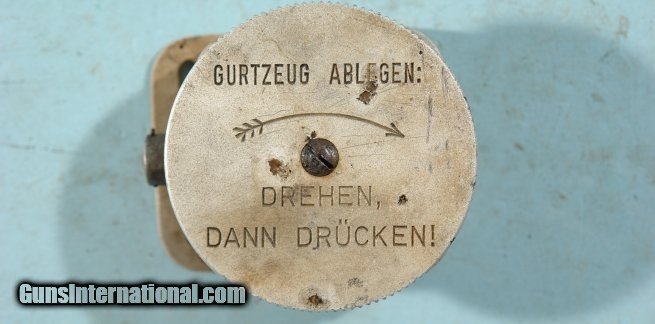 GURTZEUG ABLEGEN:
DREHEN,
DANN DRÜCKEN!
GunsInternational.com